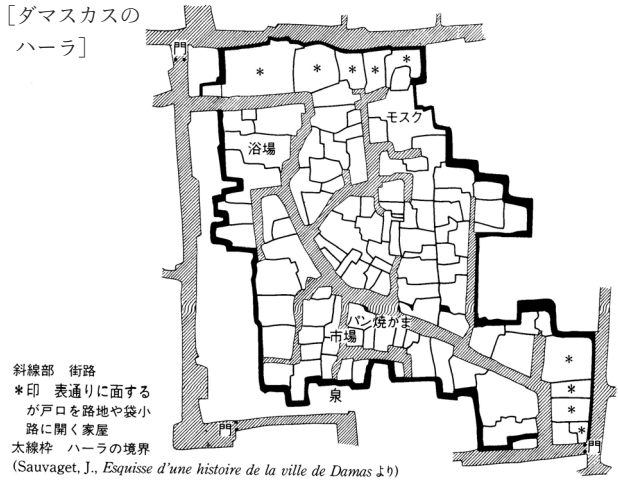 [ダマスカスの
ハーラ]
門
＊ ＊ ＊ ＊ ＊
モスク
浴場
パン焼かま
市場
泉
＊
＊
＊
＊
門
門
斜線部 街路
＊印 表通りに面する
が戸口を路地や袋小
路に開く家屋
太線枠 ハーラの境界
(Sauvaget, J., Esquisse d'une histoire de la ville de Damas より)